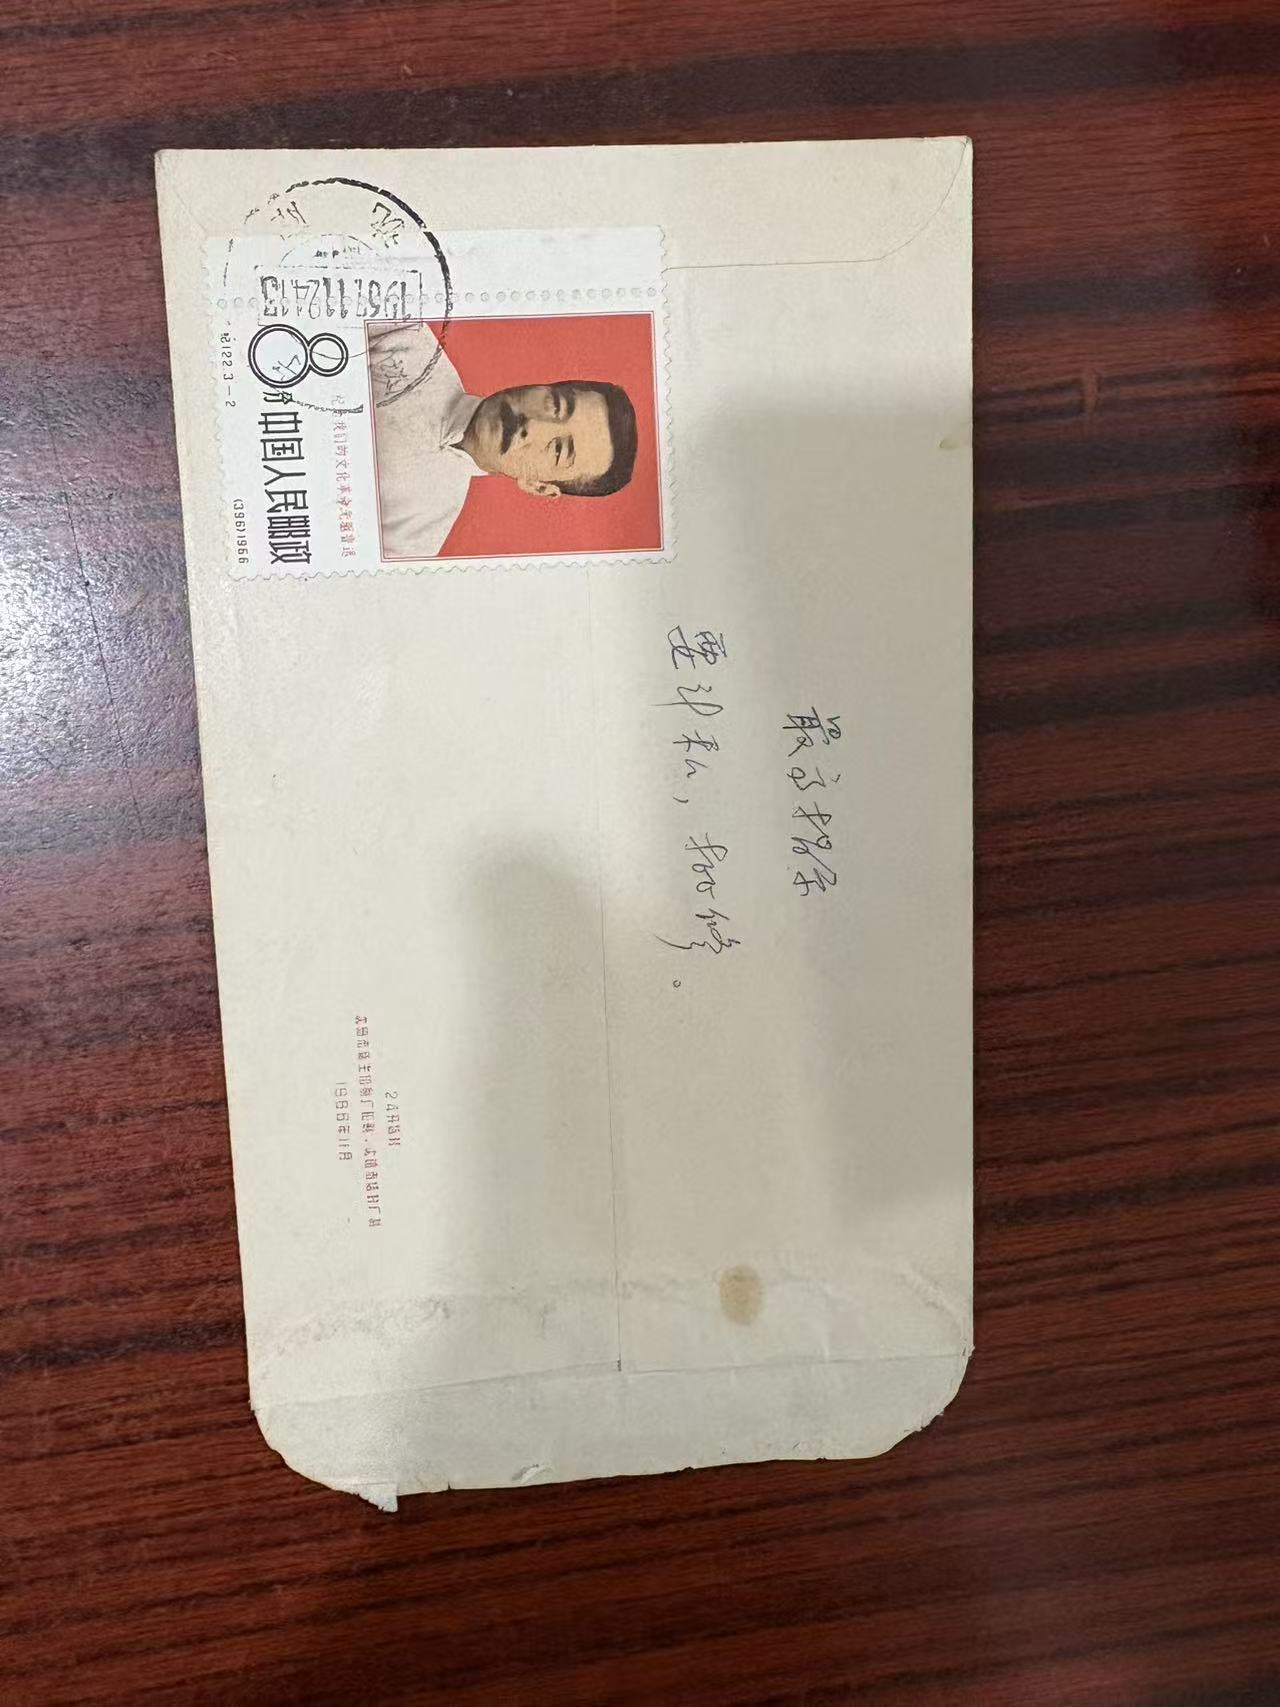 1967.11.24.13
8分
中国人民邮政
纪念我们的文化革命先驱鲁迅
纪122.3-2
(396)1966
最高指示
要斗私，批修。
1966年11月